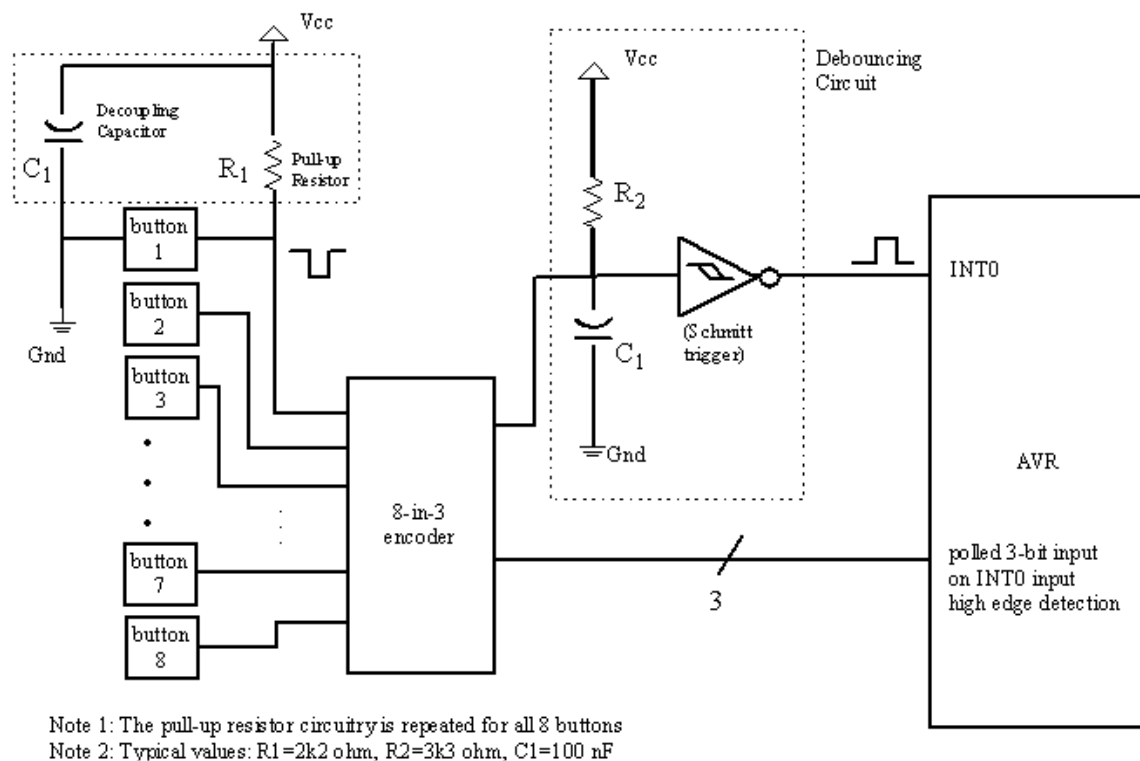 Vcc
Decoupling
Capacitor
C1
R1
Pull-up
Resistor
button
1
button
2
button
3
button
7
button
8
Gnd
8-in-3
encoder
Vcc
Debouncing
Circuit
R2
C1
(Schmitt
trigger)
Gnd
3
INT0
AVR
polled 3-bit input
on INT0 input
high edge detection
Note 1: The pull-up resistor circuitry is repeated for all 8 buttons
Note 2: Typical values: R1=2k2 ohm, R2=3k3 ohm, C1=100 nF